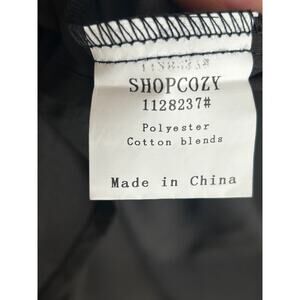 SHOPCOZY
1128237#
Polyester
Cotton blends
Made in China